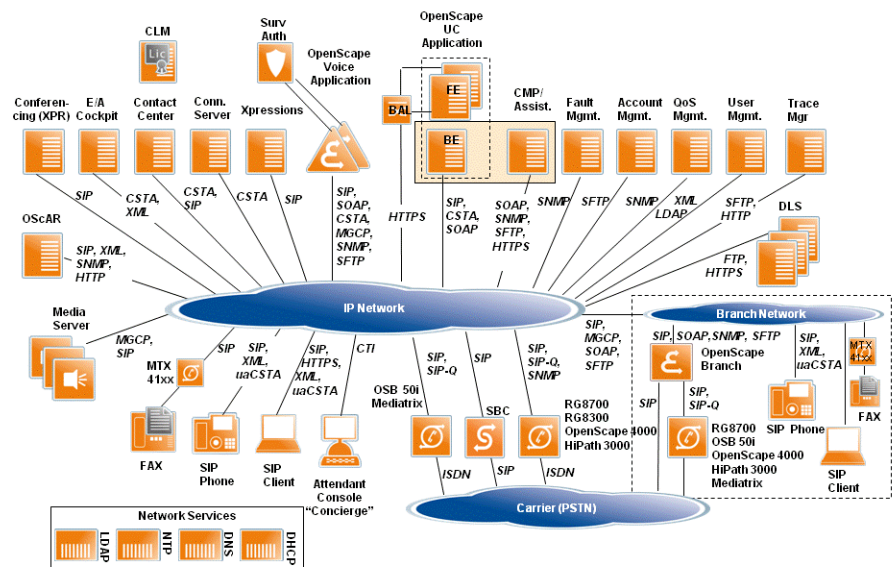 CLM
Lic
Surv
Auth
OpenScape
Voice
Application
OpenScape
UC
Application
FE
BAL
BE
CMP/
Assist.
Conferen-
cing (XPR)
E/A
Cockpit
Contact
Center
Conn.
Server
Xpressions
Fault
Mgmt.
Account
Mgmt.
QoS
Mgmt.
User
Mgmt.
Trace
Mgr
SIP
CSTA,
XML
CSTA,
SIP
CSTA
SIP
SIP,
SOAP,
CSTA,
MGCP,
SNMP,
SFTP
HTTPS
SIP,
CSTA,
SOAP
SOAP,
SNMP,
SFTP,
HTTPS
SNMP
SFTP
SNMP
XML
LDAP
SFTP,
HTTP
DLS
FTP,
HTTPS
OScAR
SIP, XML,
SNMP,
HTTP
IP Network
Media
Server
MGCP,
SIP
MTX
41xx
SIP
SIP,
XML,
uaCSTA
SIP,
HTTPS,
XML,
uaCSTA
CTI
SIP,
SIP-Q
SIP
SIP,
SIP-Q,
SNMP
SIP,
MGCP,
SOAP,
SFTP
Branch Network
SIP,
SOAP, SNMP, SFTP
OpenScape
Branch
SIP,
XML,
uaCSTA
MTX
41xx
FAX
SIP Phone
SIP
Client
SIP
SIP,
SIP-Q
RG8700
OSB 50i
OpenScape 4000
HiPath 3000
Mediatrix
OSB 50i
Mediatrix
SBC
RG8700
RG8300
OpenScape 4000
HiPath 3000
FAX
SIP
Phone
SIP
Client
Attendant
Console
"Concierge"
ISDN
SIP
ISDN
Carrier (PSTN)
Network Services
LDAP
NTP
DNS
DHCP